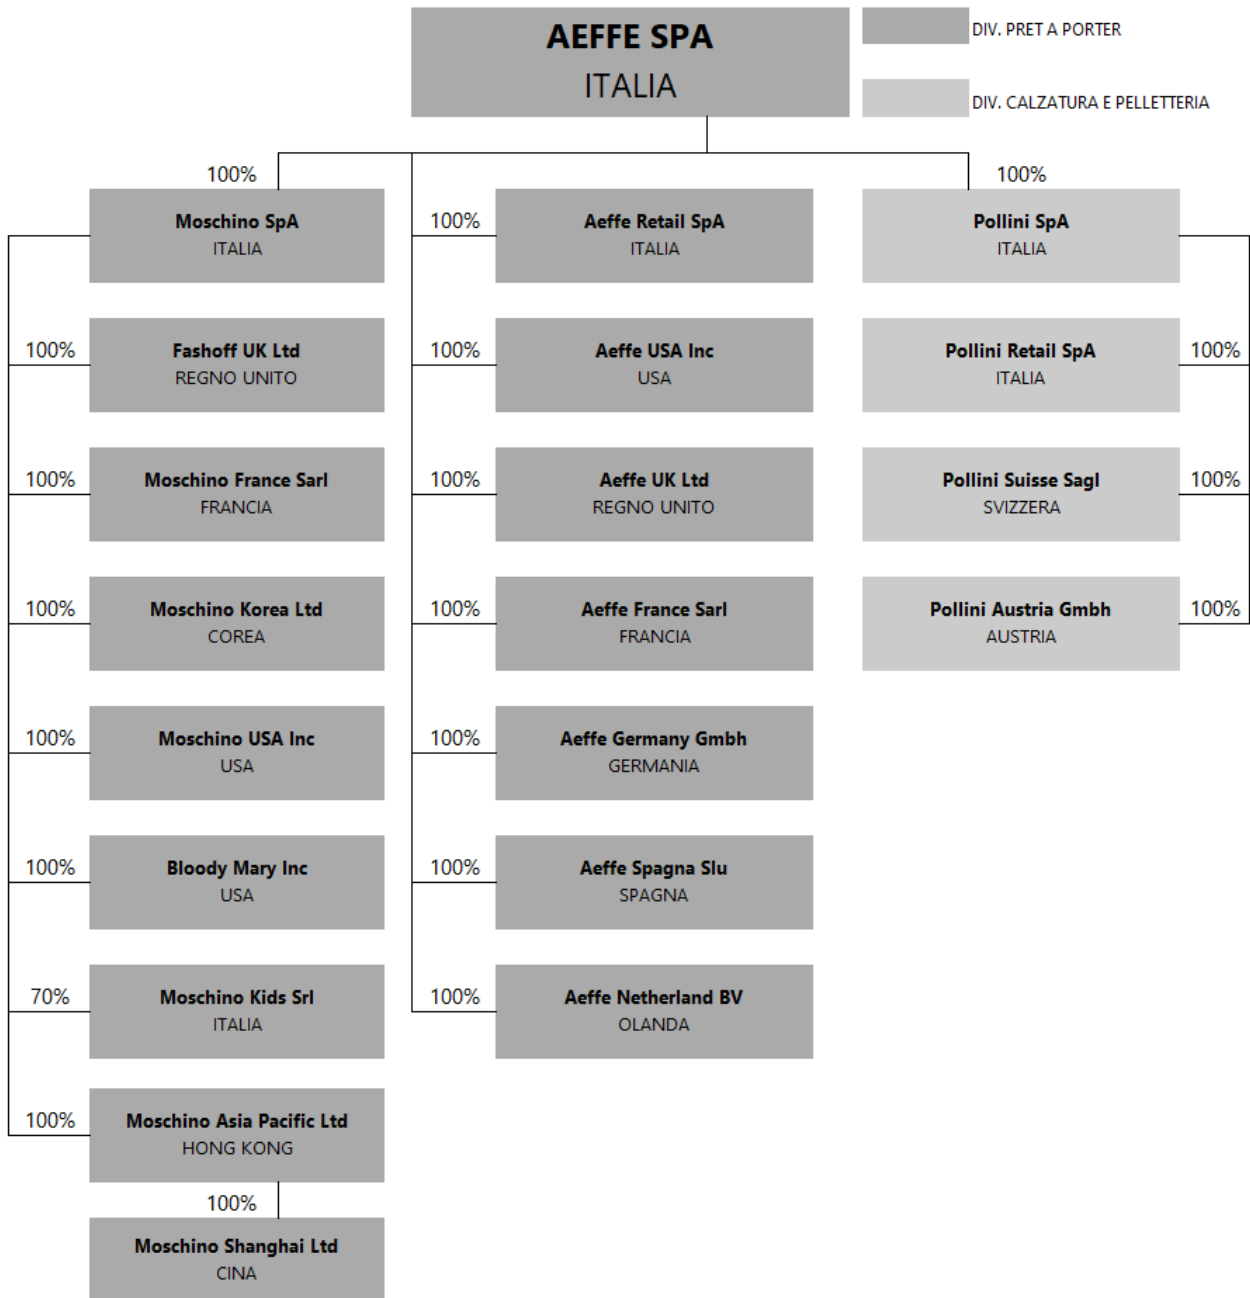 AEFFE SPA
ITALIA
DIV. PRET A PORTER
DIV. CALZATURA E PELLETTERIA
100%
Moschino SpA
ITALIA
100%
Fashoff UK Ltd
REGNO UNITO
100%
Moschino France Sarl
FRANCIA
100%
Moschino Korea Ltd
COREA
100%
Moschino USA Inc
USA
100%
Bloody Mary Inc
USA
70%
Moschino Kids Srl
ITALIA
100%
Moschino Asia Pacific Ltd
HONG KONG
100%
Moschino Shanghai Ltd
CINA
100%
Aeffe Retail SpA
ITALIA
100%
Aeffe USA Inc
USA
100%
Aeffe UK Ltd
REGNO UNITO
100%
Aeffe France Sarl
FRANCIA
100%
Aeffe Germany Gmbh
GERMANIA
100%
Aeffe Spagna Slu
SPAGNA
100%
Aeffe Netherland BV
OLANDA
100%
Pollini SpA
ITALIA
Pollini Retail SpA
ITALIA
100%
Pollini Suisse Sagl
SVIZZERA
100%
Pollini Austria Gmbh
AUSTRIA
100%